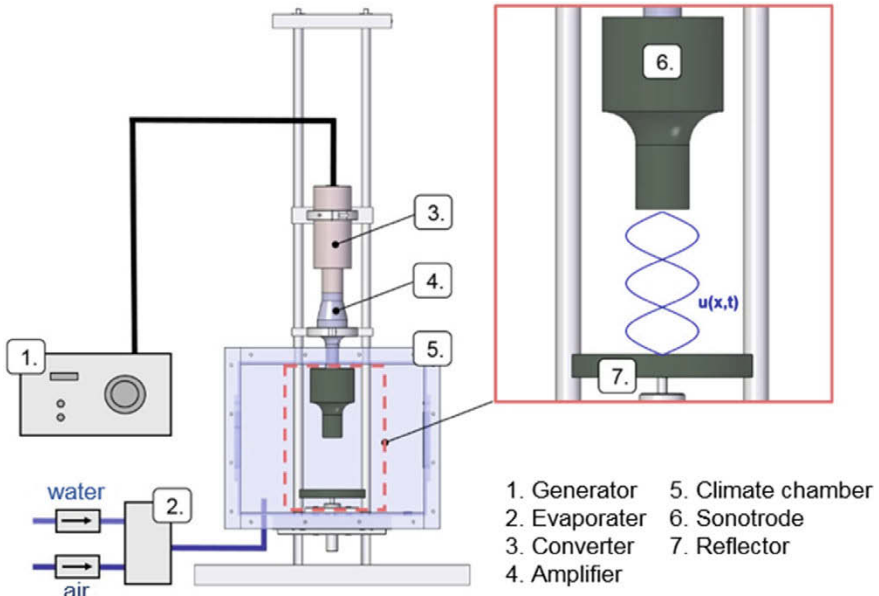 6.
3.
4.
u(x,t)
1.
5.
7.
water
2.
air
1. Generator
2. Evaporater
3. Converter
4. Amplifier
5. Climate chamber
6. Sonotrode
7. Reflector